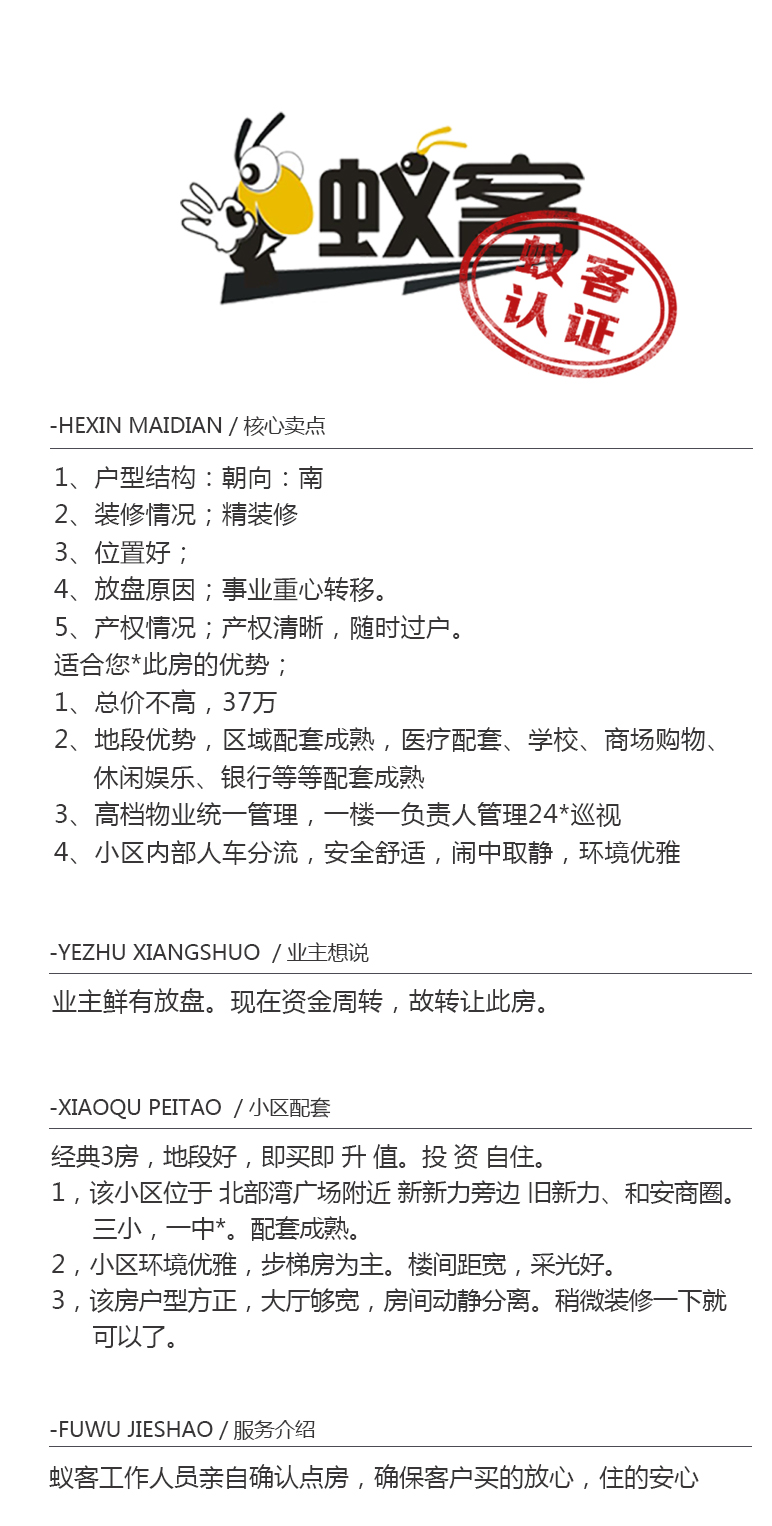 蚁客
蚁客
认证
-HEXIN MAIDIAN / 核心卖点
1、户型结构：朝向：南
2、装修情况；精装修
3、位置好；
4、放盘原因；事业重心转移。
5、产权情况；产权清晰，随时过户。
适合您*此房的优势；
1、总价不高，37万
2、地段优势，区域配套成熟，医疗配套、学校、商场购物、
休闲娱乐、银行等等配套成熟
3、高档物业统一管理，一楼一负责人管理24*巡视
4、小区内部人车分流，安全舒适，闹中取静，环境优雅
-YEZHU XIANGSHUO / 业主想说
业主鲜有放盘。现在资金周转，故转让此房。
-XIAOQU PEITAO / 小区配套
经典3房，地段好，即买即 升 值。投 资 自住。
1，该小区位于 北部湾广场附近 新新力旁边 旧新力、和安商圈。
三小，一中*。配套成熟。
2，小区环境优雅，步梯房为主。楼间距宽，采光好。
3，该房户型方正，大厅够宽，房间动静分离。稍微装修一下就
可以了。
-FUWU JIESHAO / 服务介绍
蚁客工作人员亲自确认点房，确保客户买的放心，住的安心